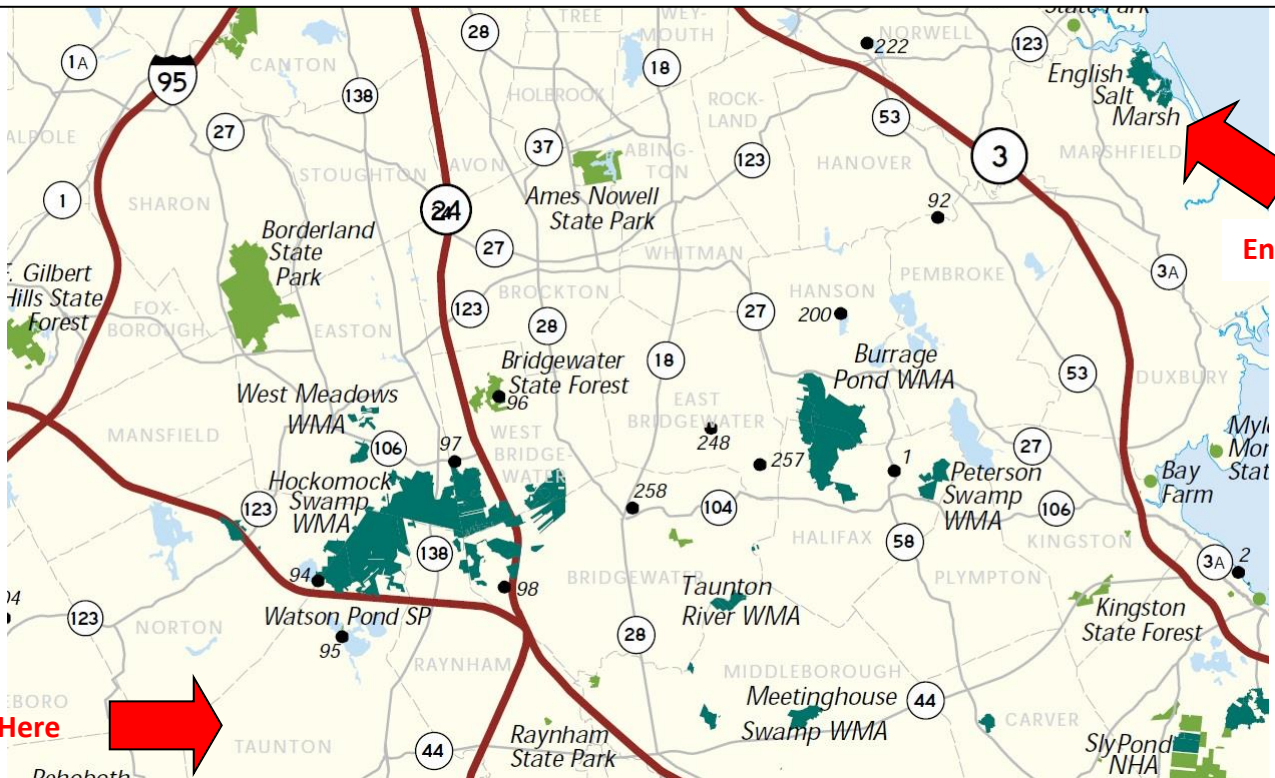 State Park
TREE
WEY-
MOUTH
NORWELL
28
222
123
1A
95
CANTON
18
English
Salt
Marsh
138
HOLBROOK
ROCK-
LAND
53
27
37
ABING-
TON
123
HANOVER
3
MARSHFIELD
AVON
STOUGHTON
1
SHARON
24
Ames Nowell
State Park
92
Borderland
State
Park
27
WHITMAN
En
E. Gilbert
Hills State
Forest
PEMBROKE
3A
BROCKTON
HANSON
FOX-
BOROUGH
EASTON
123
28
27
200
18
Bridgewater
State Forest
96
Burrage
Pond WMA
53
DUXBURY
West Meadows
WMA
EAST
BRIDGEWATER
MANSFIELD
106
97
WEST
BRIDGE-
WATER
248
257
1
27
Bay
Farm
Hockomock
Swamp
WMA
Peterson
Swamp
WMA
123
258
104
106
138
HALIFAX
58
KINGSTON
3A
2
94
98
BRIDGEWATER
PLYMPTON
Taunton
River WMA
Kingston
State Forest
Watson Pond SP
123
NORTON
95
28
RAYNHAM
MIDDLEBOROUGH
Meetinghouse
Swamp WMA
44
CARVER
Here
TAUNTON
44
Raynham
State Park
Sly Pond
NHA